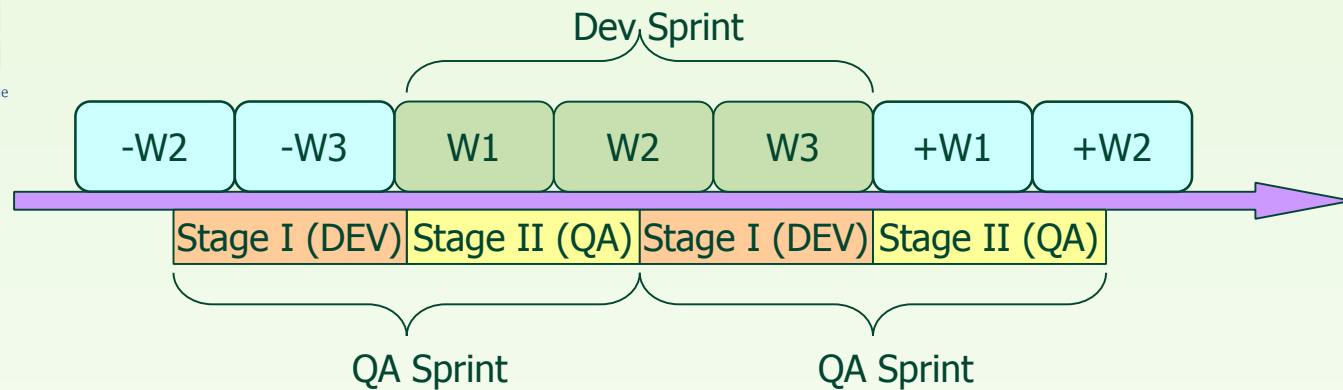 Dev Sprint
e
-W2 -W3 W1 W2 W3 +W1 +W2
Stage I (DEV) Stage II (QA) Stage I (DEV) Stage II (QA)
QA Sprint QA Sprint